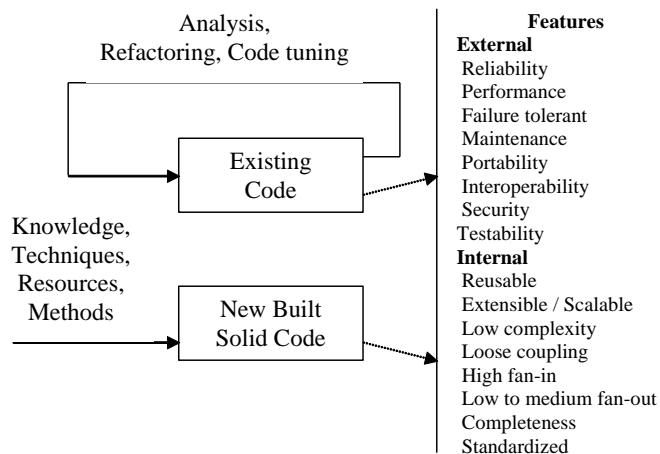 Analysis,
Refactoring, Code tuning
Existing
Code
Knowledge,
Techniques,
Resources,
Methods
New Built
Solid Code
Features
External
Reliability
Performance
Failure tolerant
Maintenance
Portability
Interoperability
Security
Testability
Internal
Reusable
Extensible / Scalable
Low complexity
Loose coupling
High fan-in
Low to medium fan-out
Completeness
Standardized